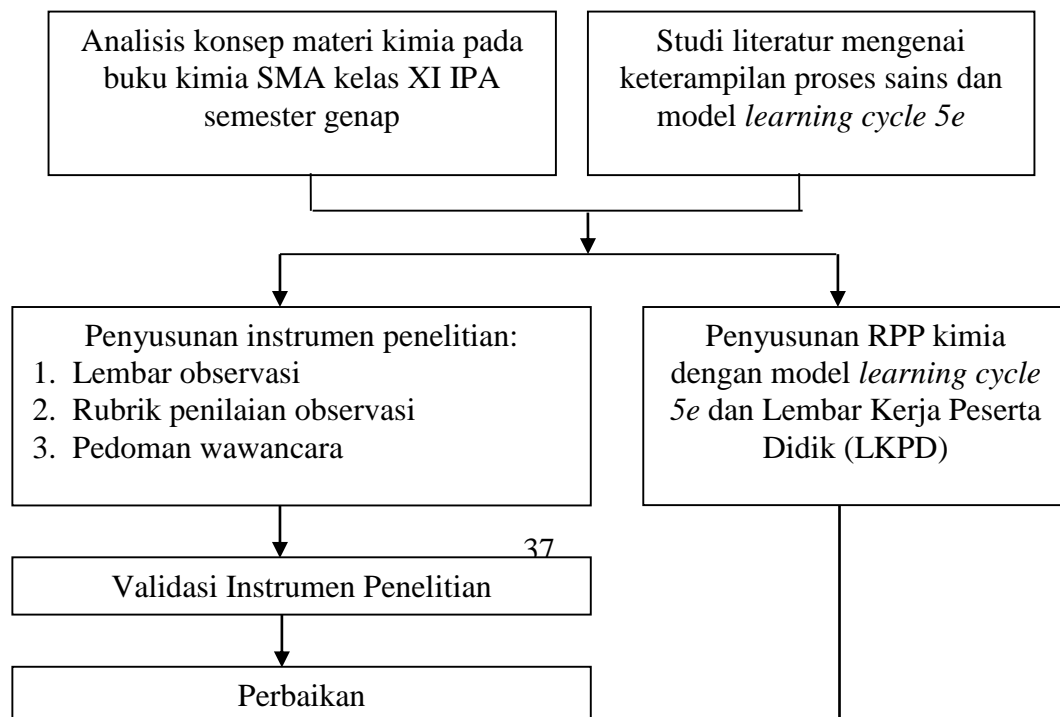 Analisis konsep materi kimia pada
buku kimia SMA kelas XI IPA
semester genap
Studi literatur mengenai
keterampilan proses sains dan
model learning cycle 5e
Penyusunan instrumen penelitian:
1. Lembar observasi
2. Rubrik penilaian observasi
3. Pedoman wawancara
Penyusunan RPP kimia
dengan model learning cycle
5e dan Lembar Kerja Peserta
Didik (LKPD)
37
Validasi Instrumen Penelitian
Perbaikan